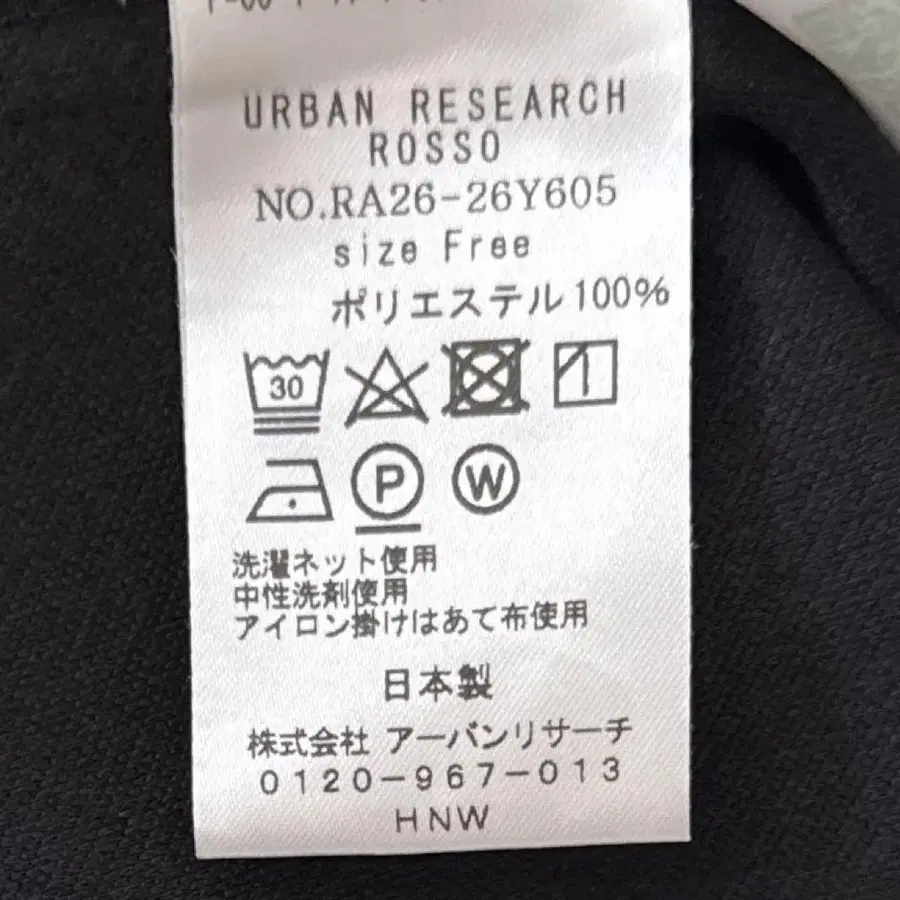 URBAN RESEARCH
ROSSO
NO.RA26-26Y605
size Free
ポリエステル100%
30
P W
洗濯ネット使用
中性洗剤使用
アイロン掛けはあて布使用
日本製
株式会社 アーバンリサーチ
0120-967-013
HNW